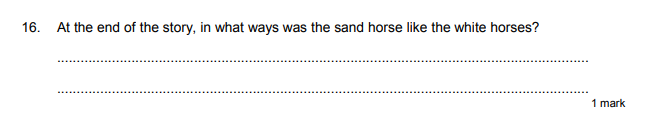 16. At the end of the story, in what ways was the sand horse like the white horses?
1 mark